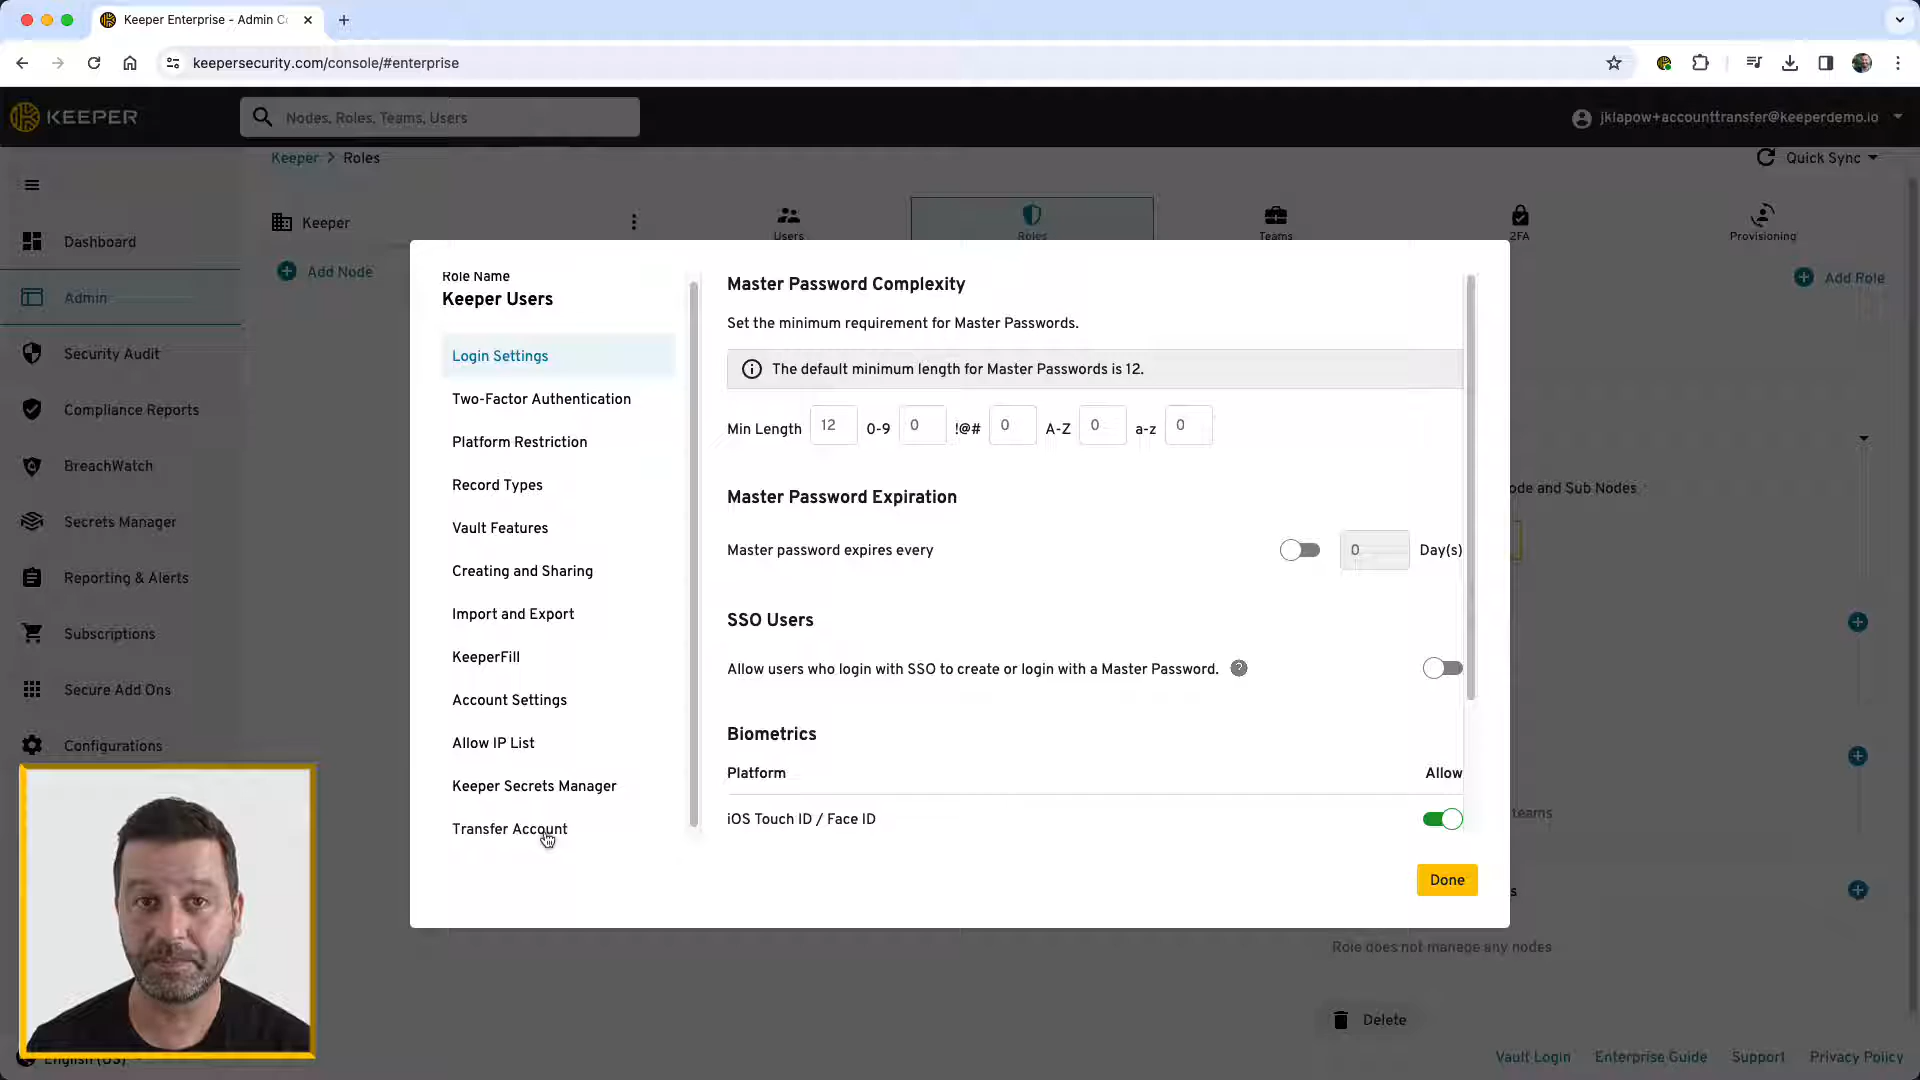 Keeper Enterprise - Admin Co
keepersecurity.com/console/#enterprise
KEEPER
Nodes, Roles, Teams, Users
jklapow+accounttransfer@keeperdemo.io
Keeper > Roles
Quick Sync
Keeper
Users
Roles
Teams
2FA
Provisioning
Add Node
Add Role
Dashboard
Admin
Security Audit
Compliance Reports
BreachWatch
Secrets Manager
Reporting & Alerts
Subscriptions
Secure Add Ons
Configurations
English (US)
Role Name
Keeper Users
Login Settings
Two-Factor Authentication
Platform Restriction
Record Types
Vault Features
Creating and Sharing
Import and Export
KeeperFill
Account Settings
Allow IP List
Keeper Secrets Manager
Transfer Account
Master Password Complexity
Set the minimum requirement for Master Passwords.
The default minimum length for Master Passwords is 12.
Min Length 12 0-9 0 !@# 0 A-Z 0 a-z 0
Master Password Expiration
Master password expires every 0 Day(s)
SSO Users
Allow users who login with SSO to create or login with a Master Password. ?
Biometrics
Platform Allow
iOS Touch ID / Face ID
Done
ode and Sub Nodes
teams
s
Role does not manage any nodes
Delete
Vault Login Enterprise Guide Support Privacy Policy